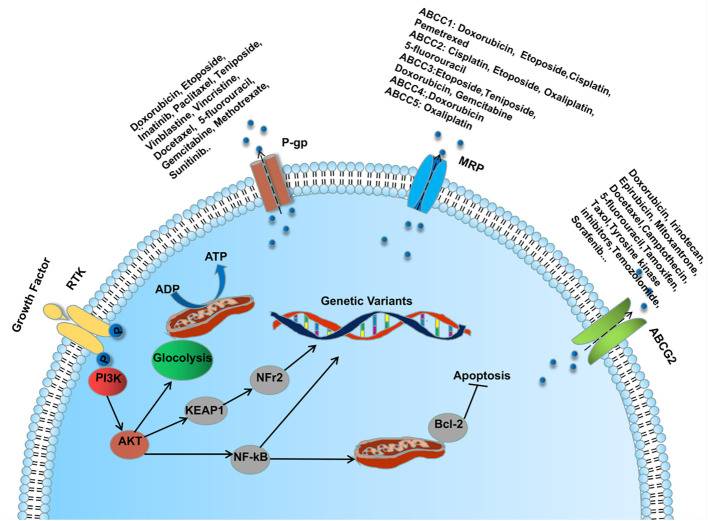 Doxorubicin, Etoposide,
Imatinib, Paclitaxel, Teniposide,
Vinblastine, Vincristine,
Docetaxel, 5-fluorouracil,
Gemcitabine, Methotrexate,
Sunitinib..
P-gp
ABCC1: Doxorubicin, Etoposide,Cisplatin,
Pemetrexed
ABCC2: Cisplatin, Etoposide, Oxaliplatin,
5-fluorouracil
ABCC3:Etoposide,Teniposide,
Doxorubicin, Gemcitabine
ABCC4:,Doxorubicin
ABCC5: Oxaliplatin
MRP
Doxorubicin, Irinotecan,
Epirubicin, Mitoxantrone,
Docetaxel,Camptothecin,
5-fluorouracil,Tamoxifen,
Taxol,Tyrosine kinase
inhibitors,Temozolomide,
Sorafenib...
ABCG2
Growth Factor
RTK
P
P
PI3K
AKT
ADP
ATP
Glocolysis
KEAP1
NFr2
NF-kB
Genetic Variants
Apoptosis
Bcl-2